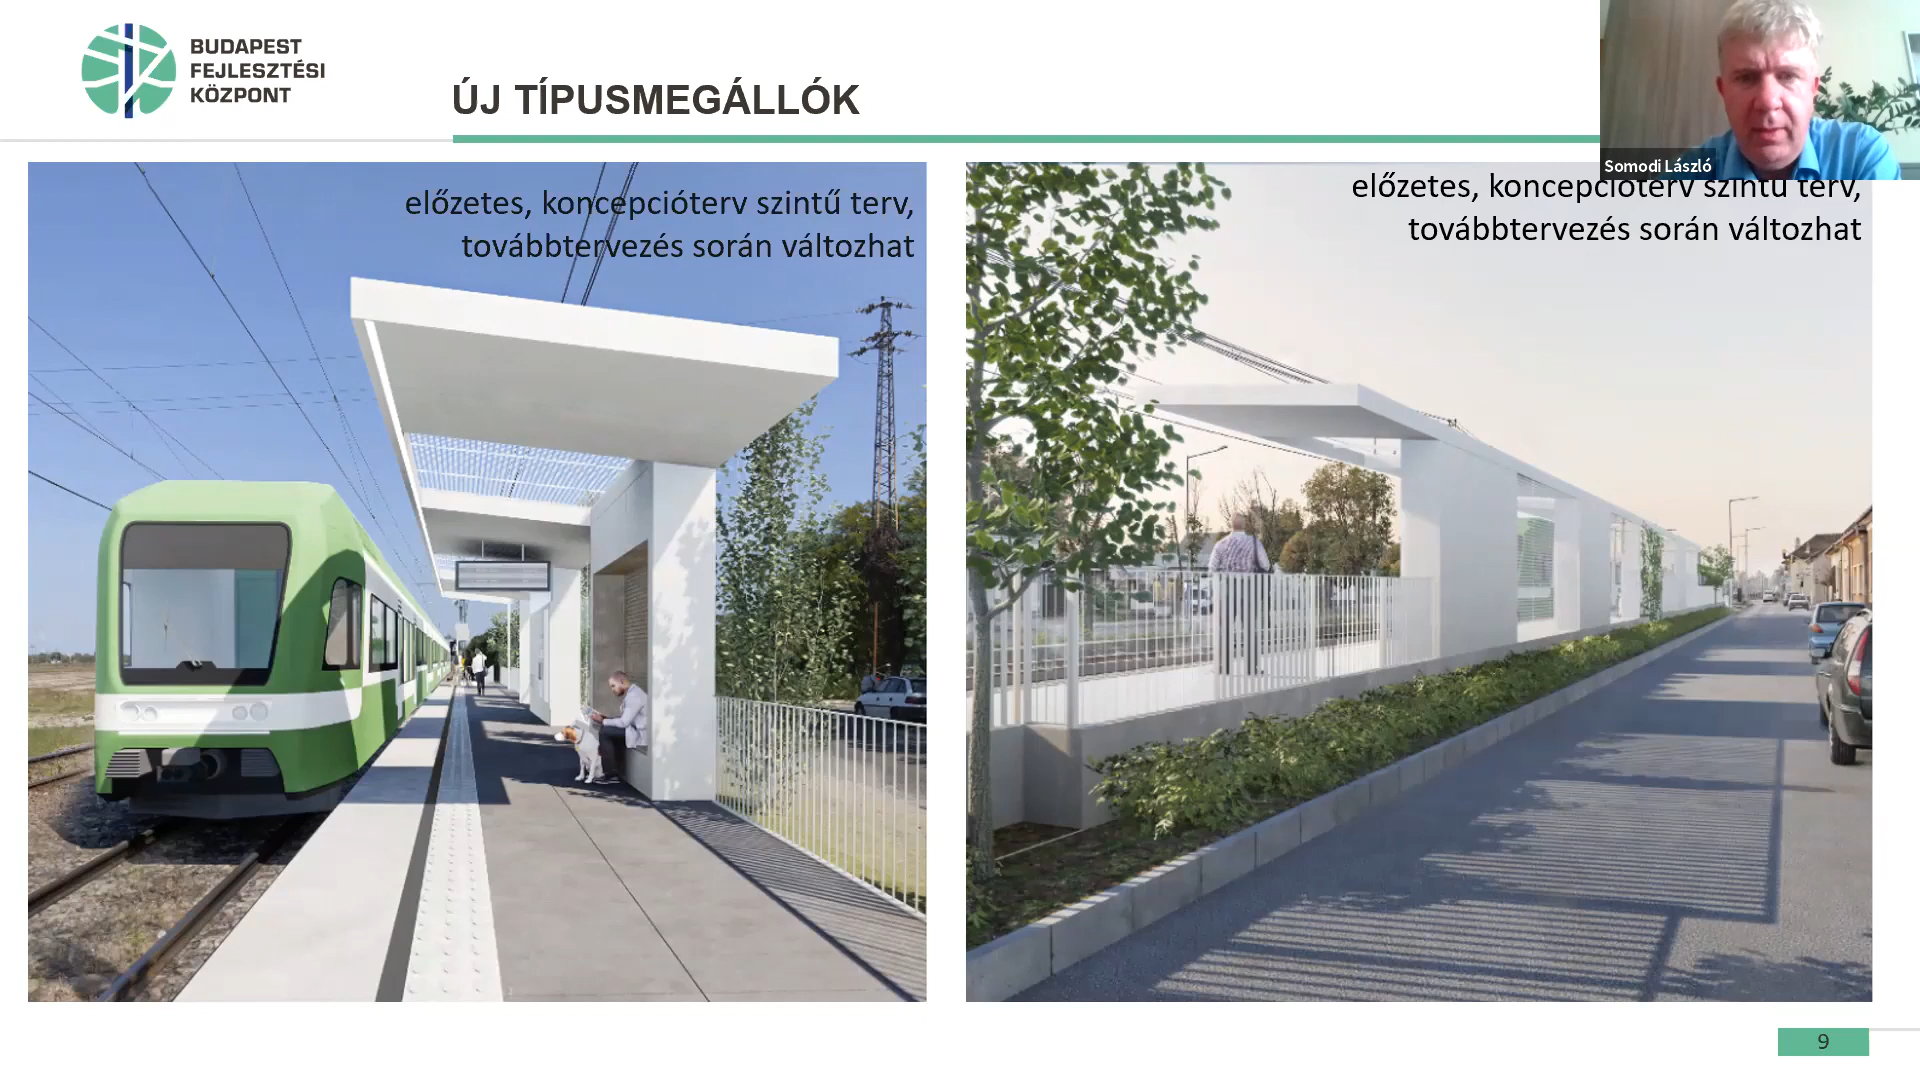 BUDAPEST
FEJLESZTÉSI
KÖZPONT
ÚJ TÍPUSMEGÁLLÓK
Somodi László
előzetes, koncepcióterv szintű terv,
továbbtervezés során változhat
előzetes, koncepcióterv szintű terv,
továbbtervezés során változhat
9